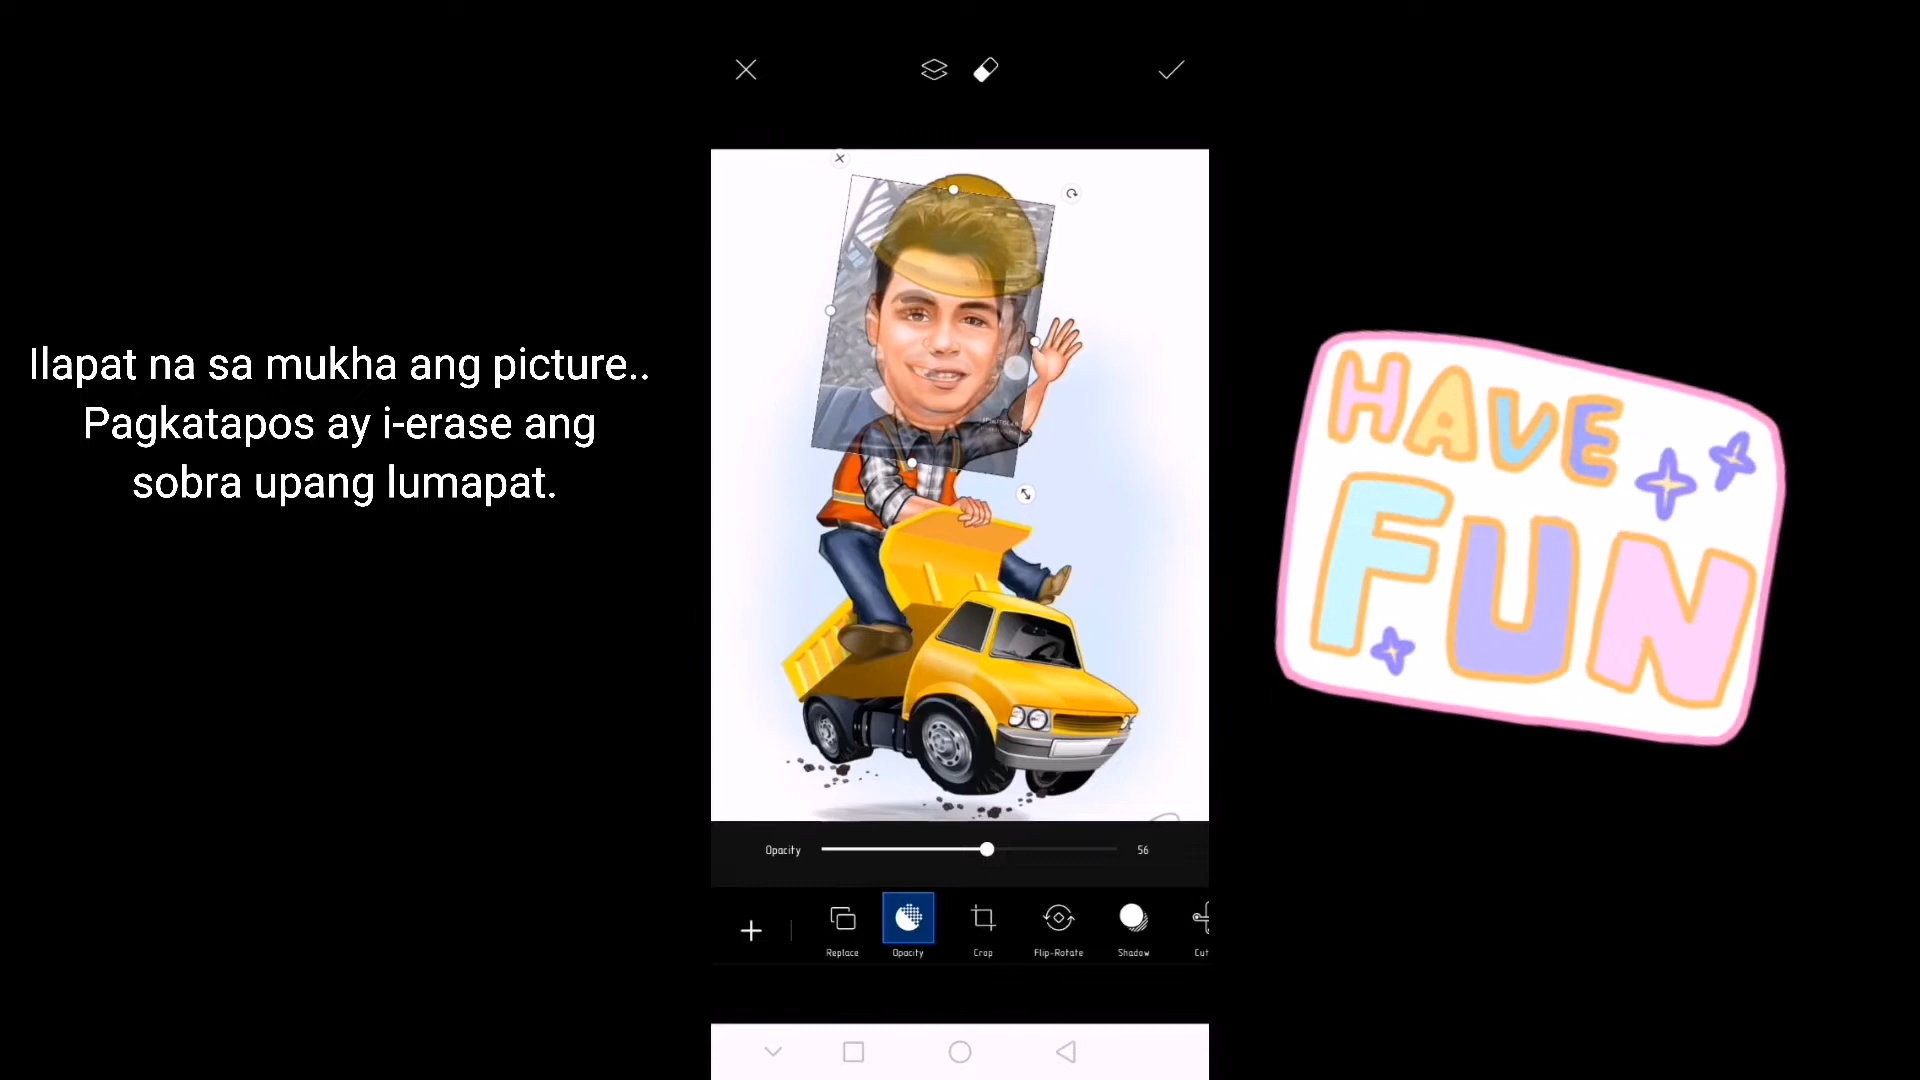 Ilapat na sa mukha ang picture..
Pagkatapos ay i-erase ang
sobra upang lumapat.
HAVE
FUN
Opacity 56
Replace Opacity Crop Flip-Rotate Shadow Cut